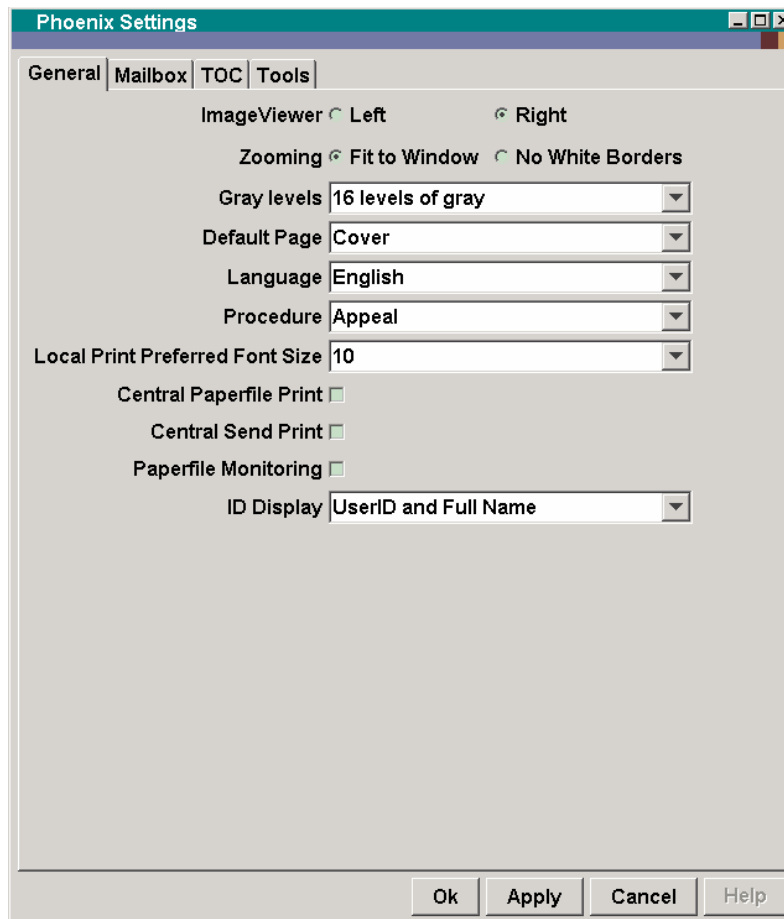 Phoenix Settings
General Mailbox TOC Tools
ImageViewer Left Right
Zooming Fit to Window No White Borders
Gray levels 16 levels of gray
Default Page Cover
Language English
Procedure Appeal
Local Print Preferred Font Size 10
Central Paperfile Print
Central Send Print
Paperfile Monitoring
ID Display UserID and Full Name
Ok Apply Cancel Help